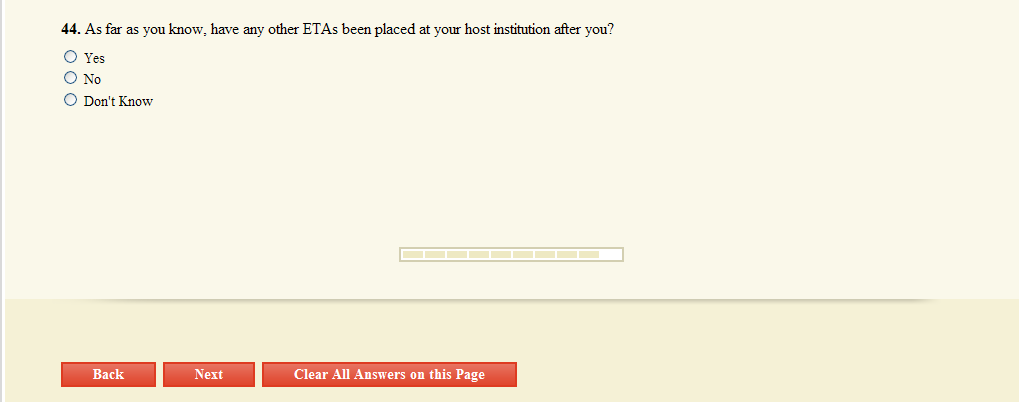 44. As far as you know, have any other ETAs been placed at your host institution after you?
Yes
No
Don't Know
Back Next Clear All Answers on this Page